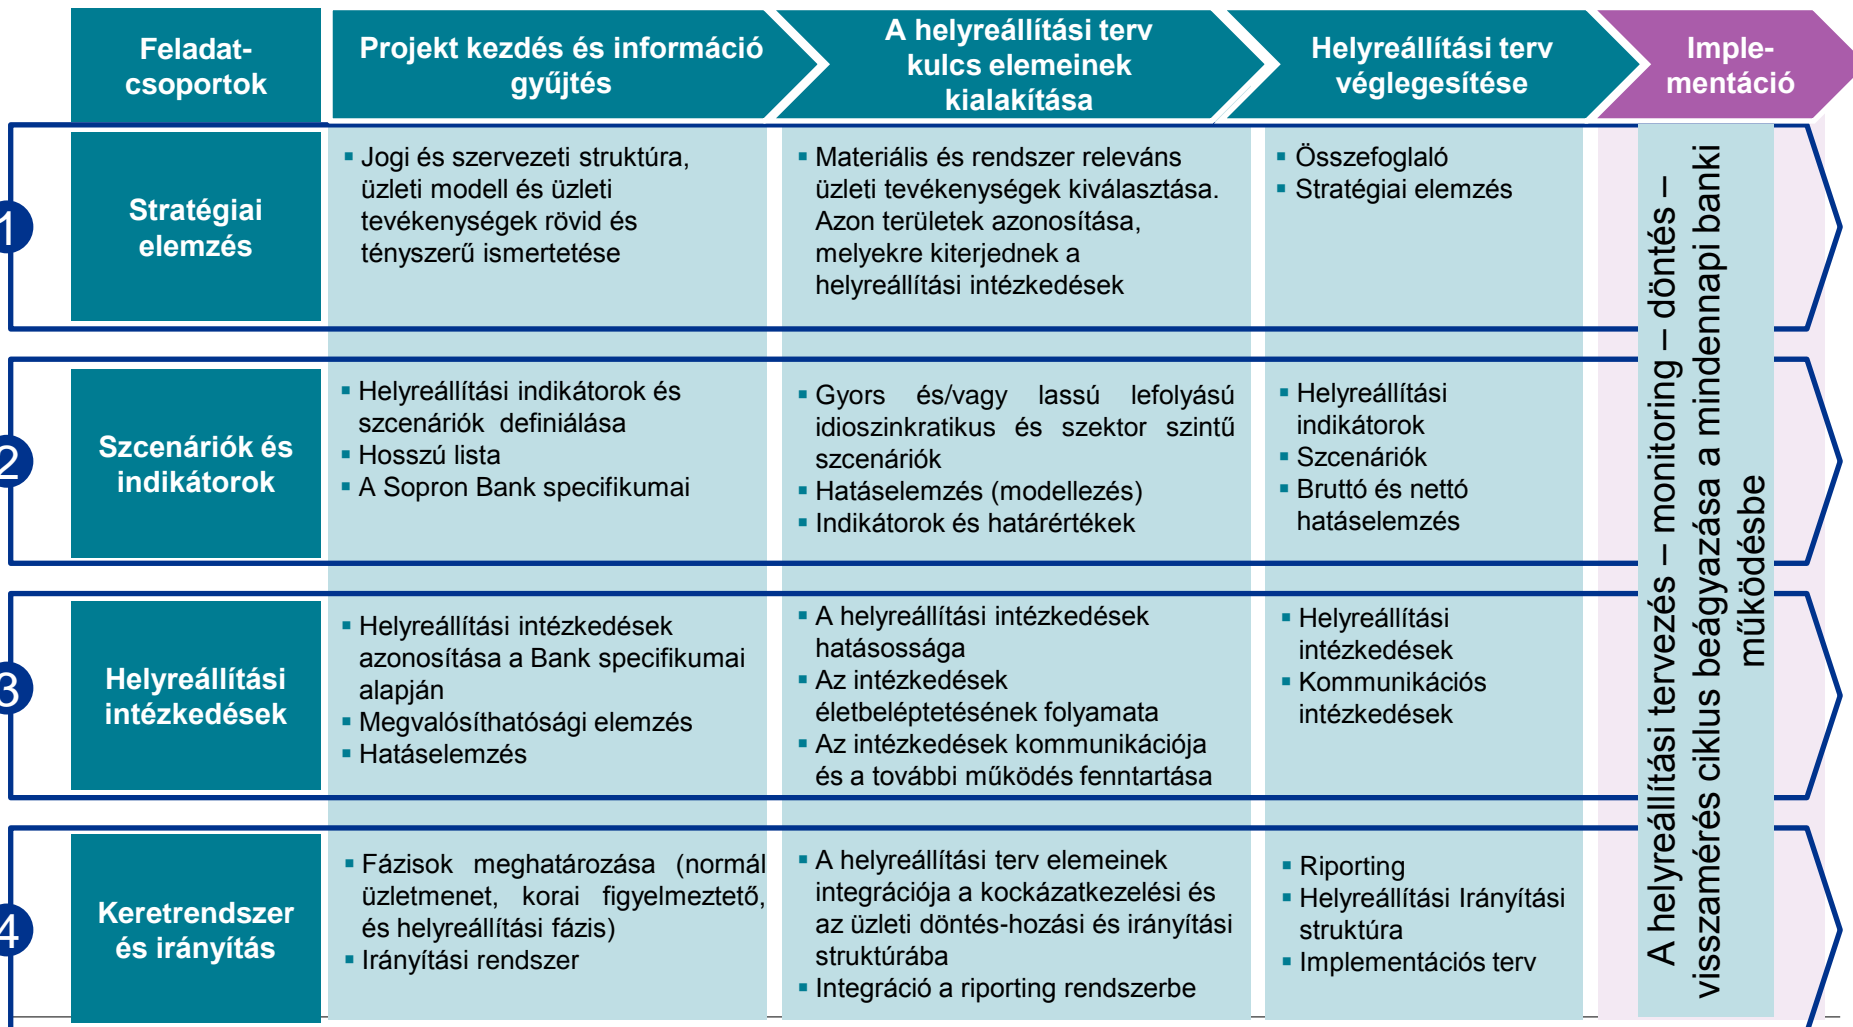 Feladat-
csoportok
Projekt kezdés és információ
gyűjtés
A helyreállítási terv
kulcs elemeinek
kialakítása
Helyreállítási terv
véglegesítése
Imple-
mentáció
1
Stratégiai
elemzés
▪ Jogi és szervezeti struktúra,
üzleti modell és üzleti
tevékenységek rövid és
tényszerű ismertetése
▪ Materiális és rendszer releváns
üzleti tevékenységek kiválasztása.
Azon területek azonosítása,
melyekre kiterjednek a
helyreállítási intézkedések
▪ Összefoglaló
▪ Stratégiai elemzés
2
Szcenáriók és
indikátorok
▪ Helyreállítási indikátorok és
szcenáriók definiálása
▪ Hosszú lista
▪ A Sopron Bank specifikumai
▪ Gyors és/vagy lassú lefolyású
idioszinkratikus és szektor szintű
szcenáriók
▪ Hatáselemzés (modellezés)
▪ Indikátorok és határértékek
▪ Helyreállítási
indikátorok
▪ Szcenáriók
▪ Bruttó és nettó
hatáselemzés
3
Helyreállítási
intézkedések
▪ Helyreállítási intézkedések
azonosítása a Bank specifikumai
alapján
▪ Megvalósíthatósági elemzés
▪ Hatáselemzés
▪ A helyreállítási intézkedések
hatásossága
▪ Az intézkedések
életbeléptetésének folyamata
▪ Az intézkedések kommunikációja
és a további működés fenntartása
▪ Helyreállítási
intézkedések
▪ Kommunikációs
intézkedések
4
Keretrendszer
és irányítás
▪ Fázisok meghatározása (normál
üzletmenet, korai figyelmeztető,
és helyreállítási fázis)
▪ Irányítási rendszer
▪ A helyreállítási terv elemeinek
integrációja a kockázatkezelési és
az üzleti döntés-hozási és irányítási
struktúrába
▪ Integráció a riporting rendszerbe
▪ Riporting
▪ Helyreállítási Irányítási
struktúra
▪ Implementációs terv
A helyreállítási tervezés – monitoring – döntés –
visszamérés ciklus beágyazása a mindennapi banki
működésbe